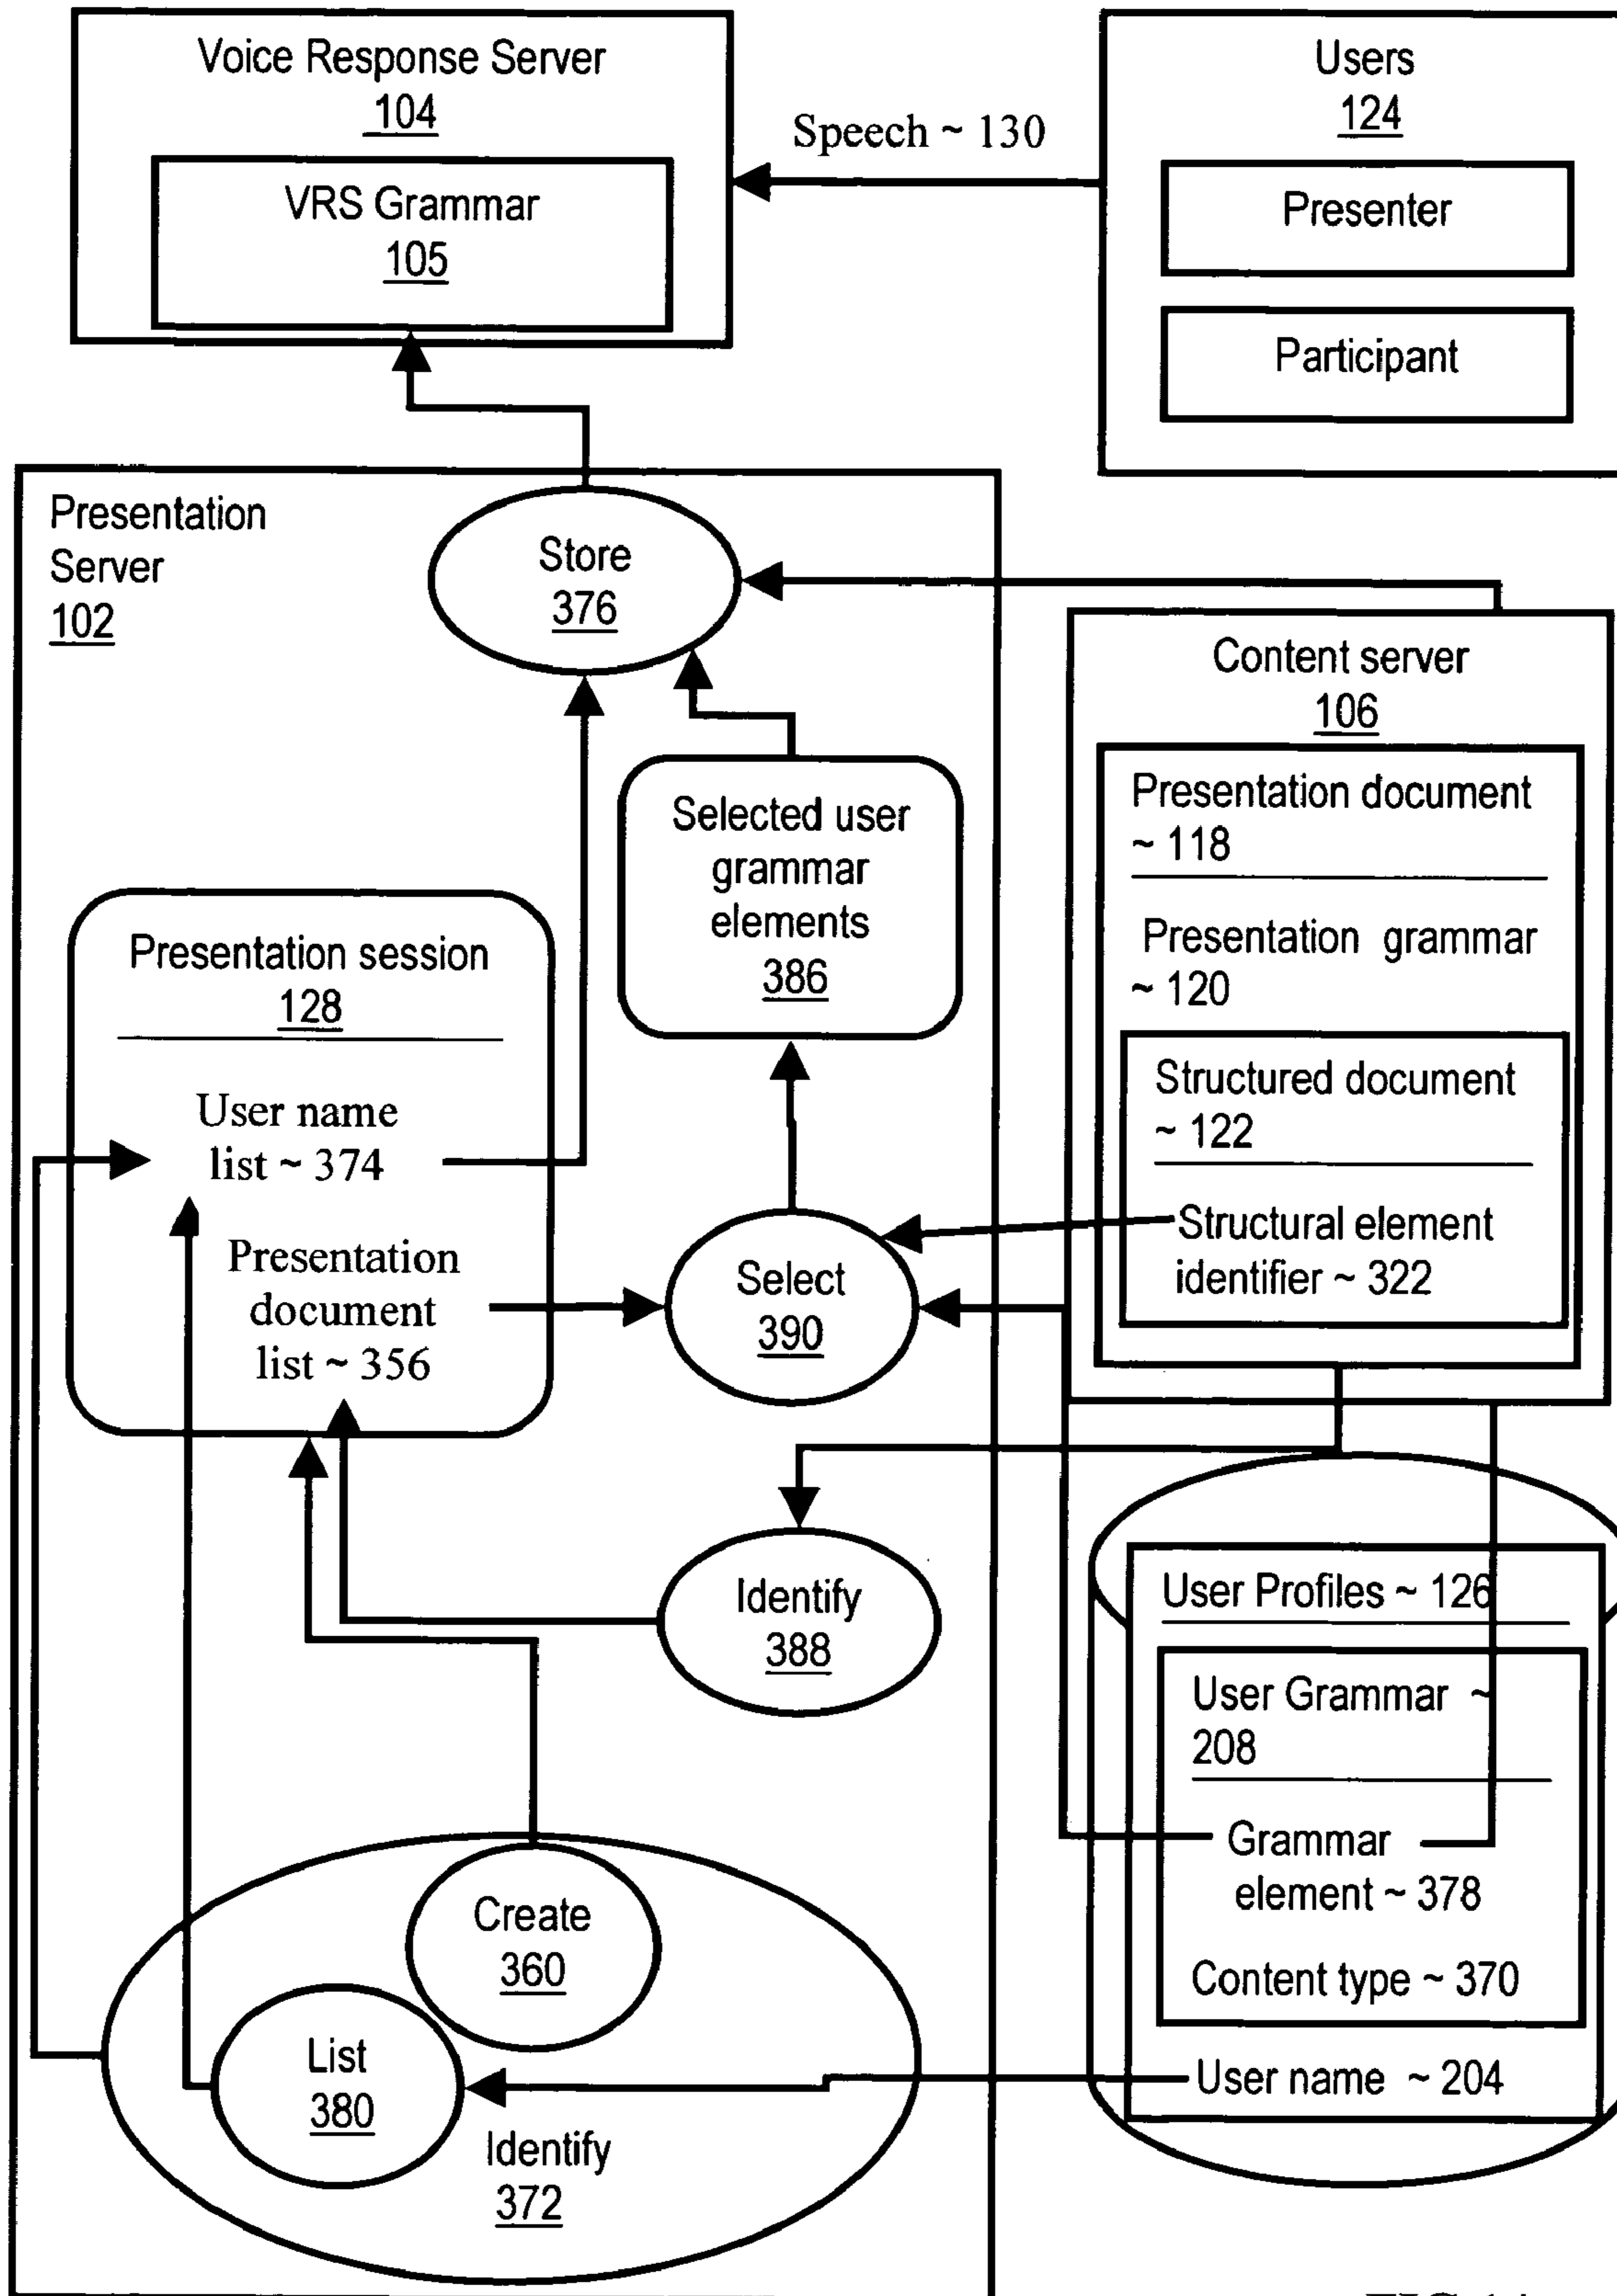 Voice Response Server
104
VRS Grammar
105
Speech ~ 130
Users
124
Presenter
Participant
Presentation
Server
102
Store
376
Content server
106
Presentation document
~ 118
Presentation grammar
~ 120
Structured document
~ 122
Structural element
identifier ~ 322
Selected user
grammar
elements
386
Presentation session
128
User name
list ~ 374
Presentation
document
list ~ 356
Select
390
Identify
388
User Profiles ~ 126
User Grammar ~
208
Grammar
element ~ 378
Content type ~ 370
User name ~ 204
Create
360
List
380
Identify
372